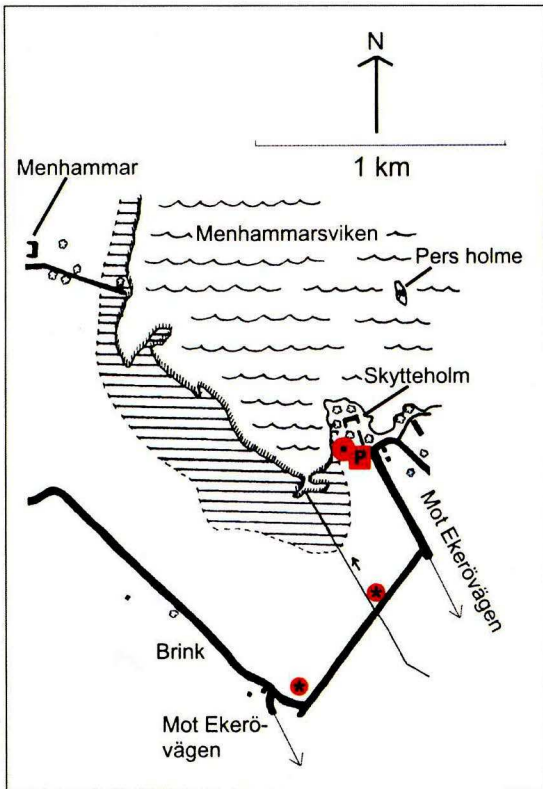 N
1 km
Menhammar
Menhammarsviken
Pers holme
Skytteholm
P
Mot Ekerövägen
Brink
Mot Ekerö-
vägen